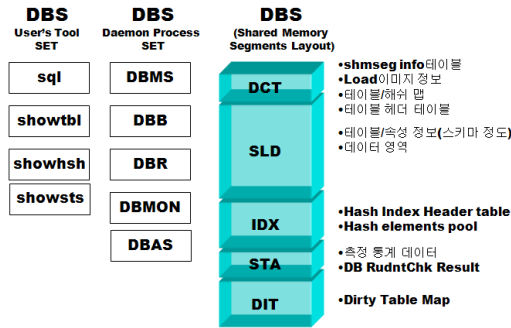 DBS
User's Tool
SET
sql
showtbl
showhsh
showsts
DBS
Daemon Process
SET
DBMS
DBB
DBR
DBMON
DBAS
DBS
(Shared Memory
Segments Layout)
DCT
SLD
IDX
STA
DIT
•shmseg info테이블
•Load이미지 정보
•테이블/해쉬 맵
•테이블 헤더 테이블
•테이블/속성 정보(스키마 정도)
•데이터 영역
•Hash Index Header table
•Hash elements pool
•측정 통계 데이터
•DB RudntChk Result
•Dirty Table Map